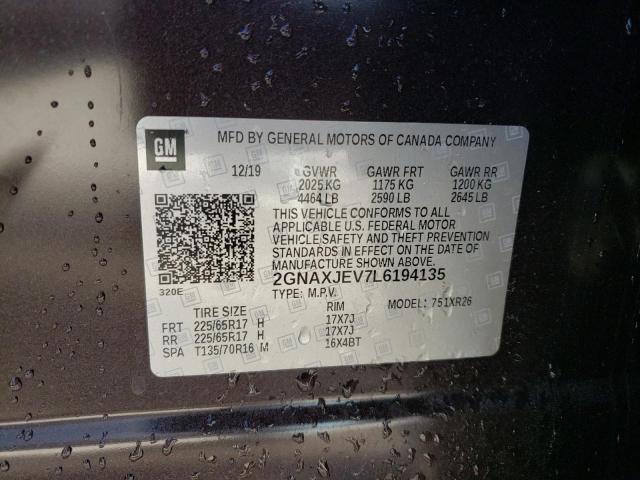 GM
MFD BY GENERAL MOTORS OF CANADA COMPANY
12/19 GVWR GAWR FRT GAWR RR
2025 KG 1175 KG 1200 KG
4464 LB 2590 LB 2645 LB
THIS VEHICLE CONFORMS TO ALL
APPLICABLE U.S. FEDERAL MOTOR
VEHICLE SAFETY AND THEFT PREVENTION
STANDARDS IN EFFECT ON THE DATE OF
MANUFACTURE SHOWN ABOVE.
2GNAXJEV7L6194135
320E
TYPE: M.P.V. MODEL: 751XR26
TIRE SIZE RIM
FRT 225/65R17 H 17X7J
RR 225/65R17 H 17X7J
SPA T135/70R16 M 16X4BT